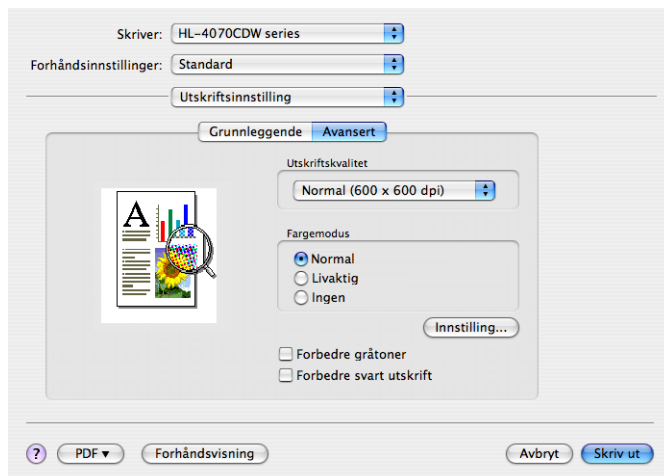 Skriver: HL-4070CDW series
Forhåndsinnstillinger: Standard
Utskriftsinnstilling
Grunnleggende Avansert
Utskriftskvalitet
Normal (600 x 600 dpi)
A
Fargemodus
Normal
Livaktig
Ingen
Innstilling...
Forbedre gråtoner
Forbedre svart utskrift
? PDF ▾ Forhåndsvisning Avbryt Skriv ut